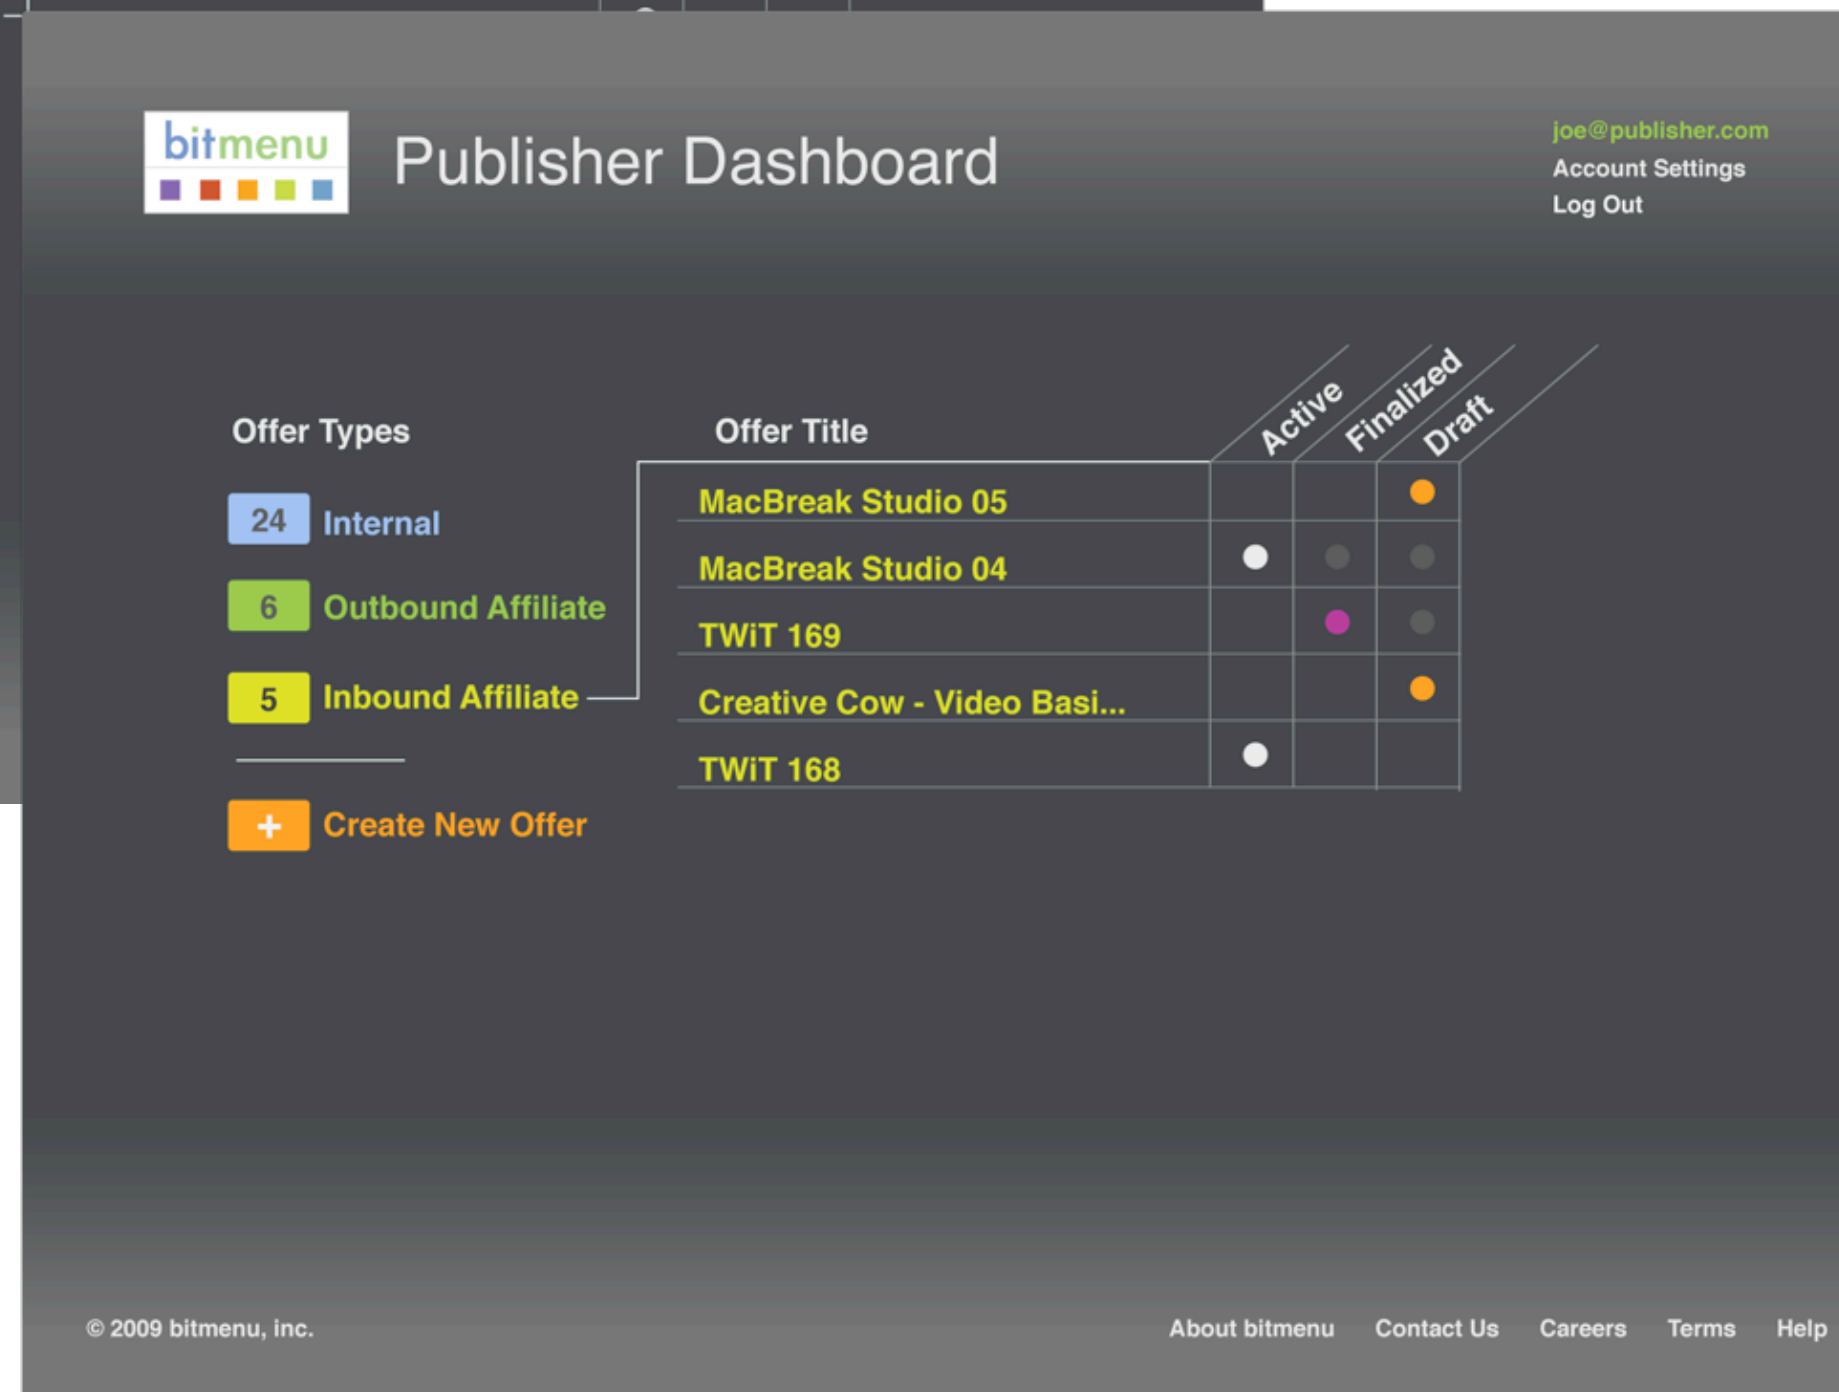 bitmenu
Publisher Dashboard
joe@publisher.com
Account Settings
Log Out
Offer Types
Offer Title
Active
Finalized
Draft
24 Internal
6 Outbound Affiliate
5 Inbound Affiliate
+ Create New Offer
MacBreak Studio 05
MacBreak Studio 04
TWiT 169
Creative Cow - Video Basi...
TWiT 168
© 2009 bitmenu, inc.
About bitmenu Contact Us Careers Terms Help